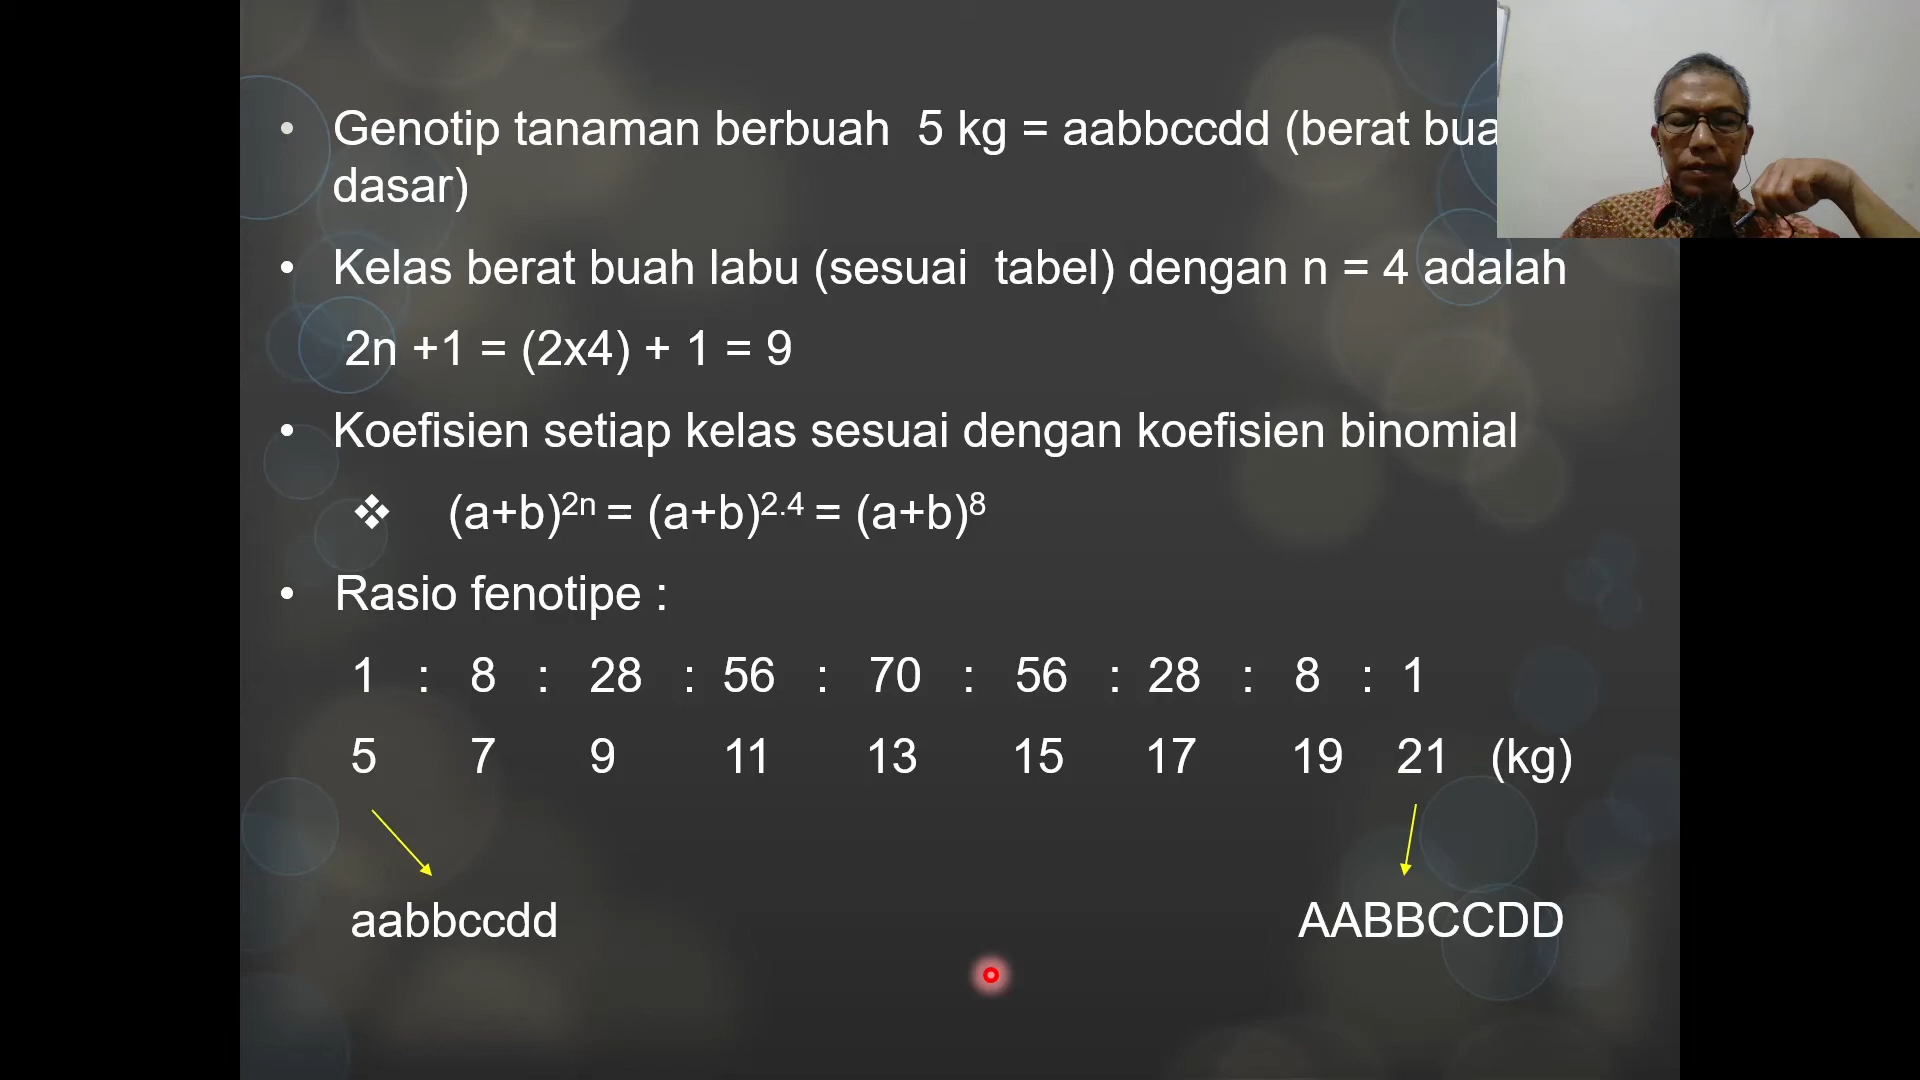 • Genotip tanaman berbuah 5 kg = aabbccdd (berat bua
dasar)
• Kelas berat buah labu (sesuai tabel) dengan n = 4 adalah
2n +1 = (2x4) + 1 = 9
• Koefisien setiap kelas sesuai dengan koefisien binomial
❖ (a+b)²ⁿ = (a+b)²·⁴ = (a+b)⁸
• Rasio fenotipe :
1 : 8 : 28 : 56 : 70 : 56 : 28 : 8 : 1
5 7 9 11 13 15 17 19 21 (kg)
aabbccdd AABBCCDD